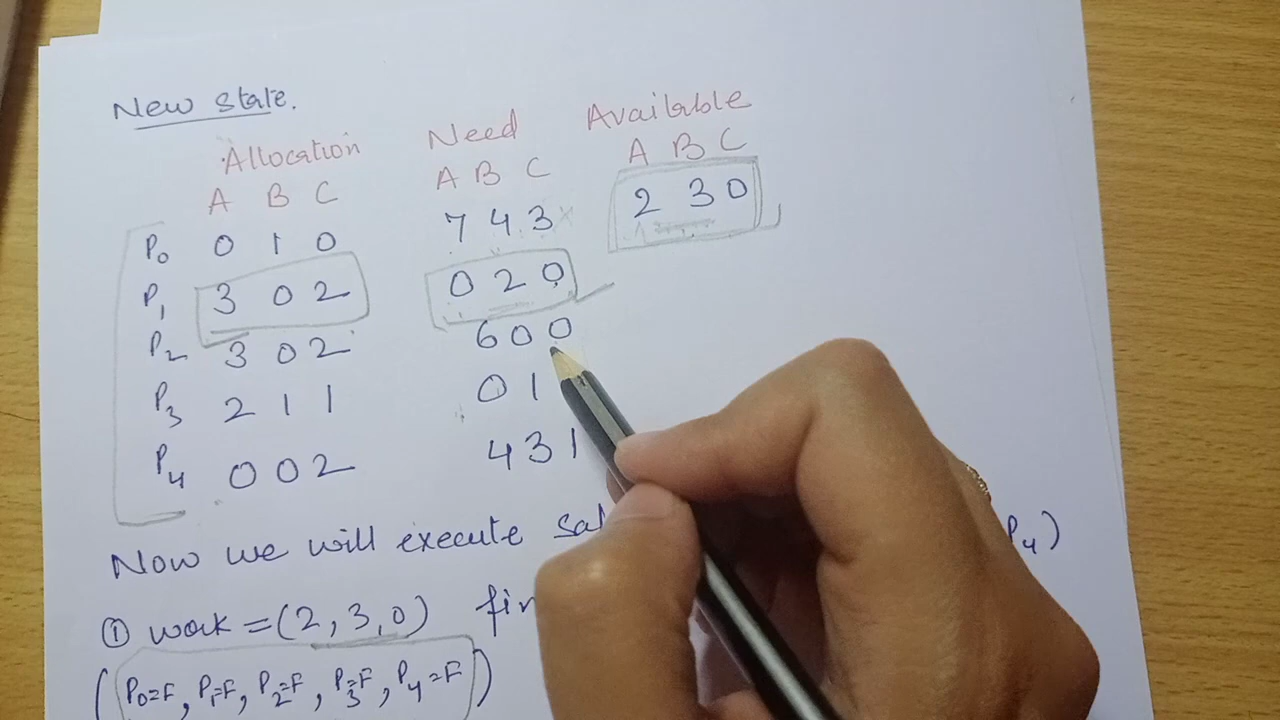 New state.
Allocation Need Available
A B C A B C A B C
P0 0 1 0 7 4 3 2 3 0
P1 3 0 2 0 2 0
P2 3 0 2 6 0 0
P3 2 1 1 0 1
P4 0 0 2 4 3 1
Now we will execute P4)
① work = (2, 3, 0)
(P0=F, P1=F, P2=F, P3=F, P4=F)